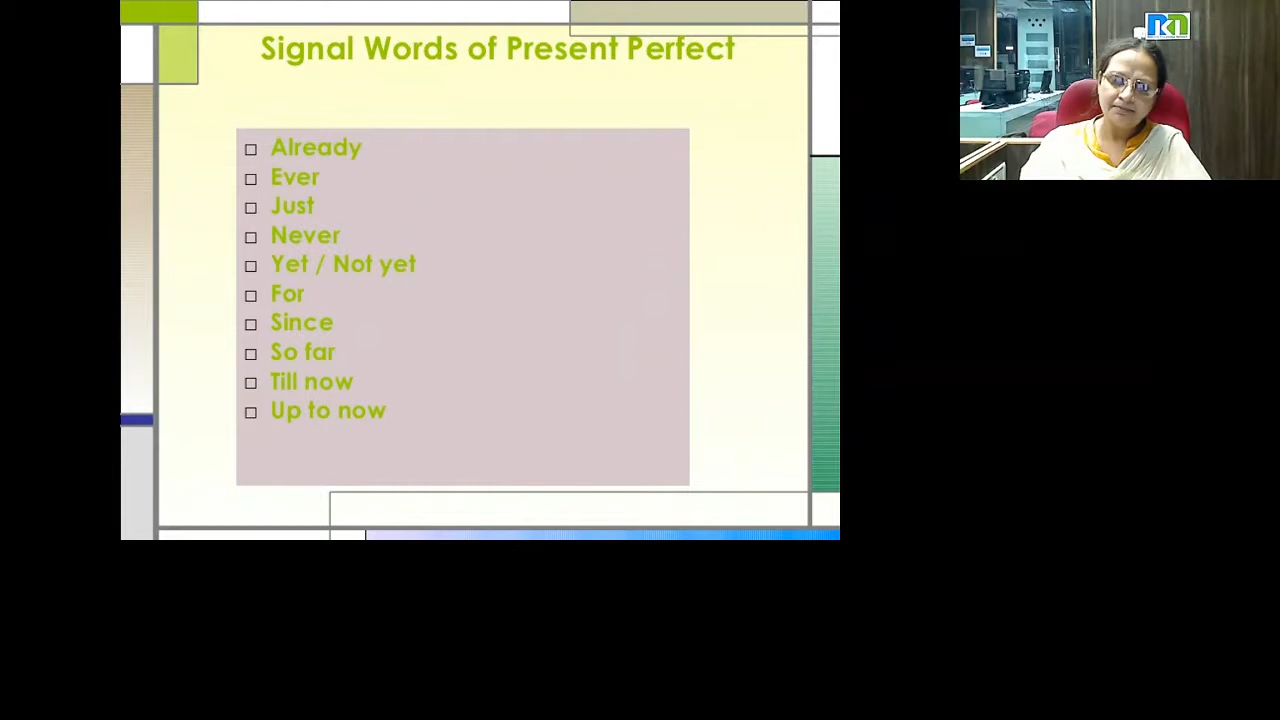 Signal Words of Present Perfect
Already
Ever
Just
Never
Yet / Not yet
For
Since
So far
Till now
Up to now